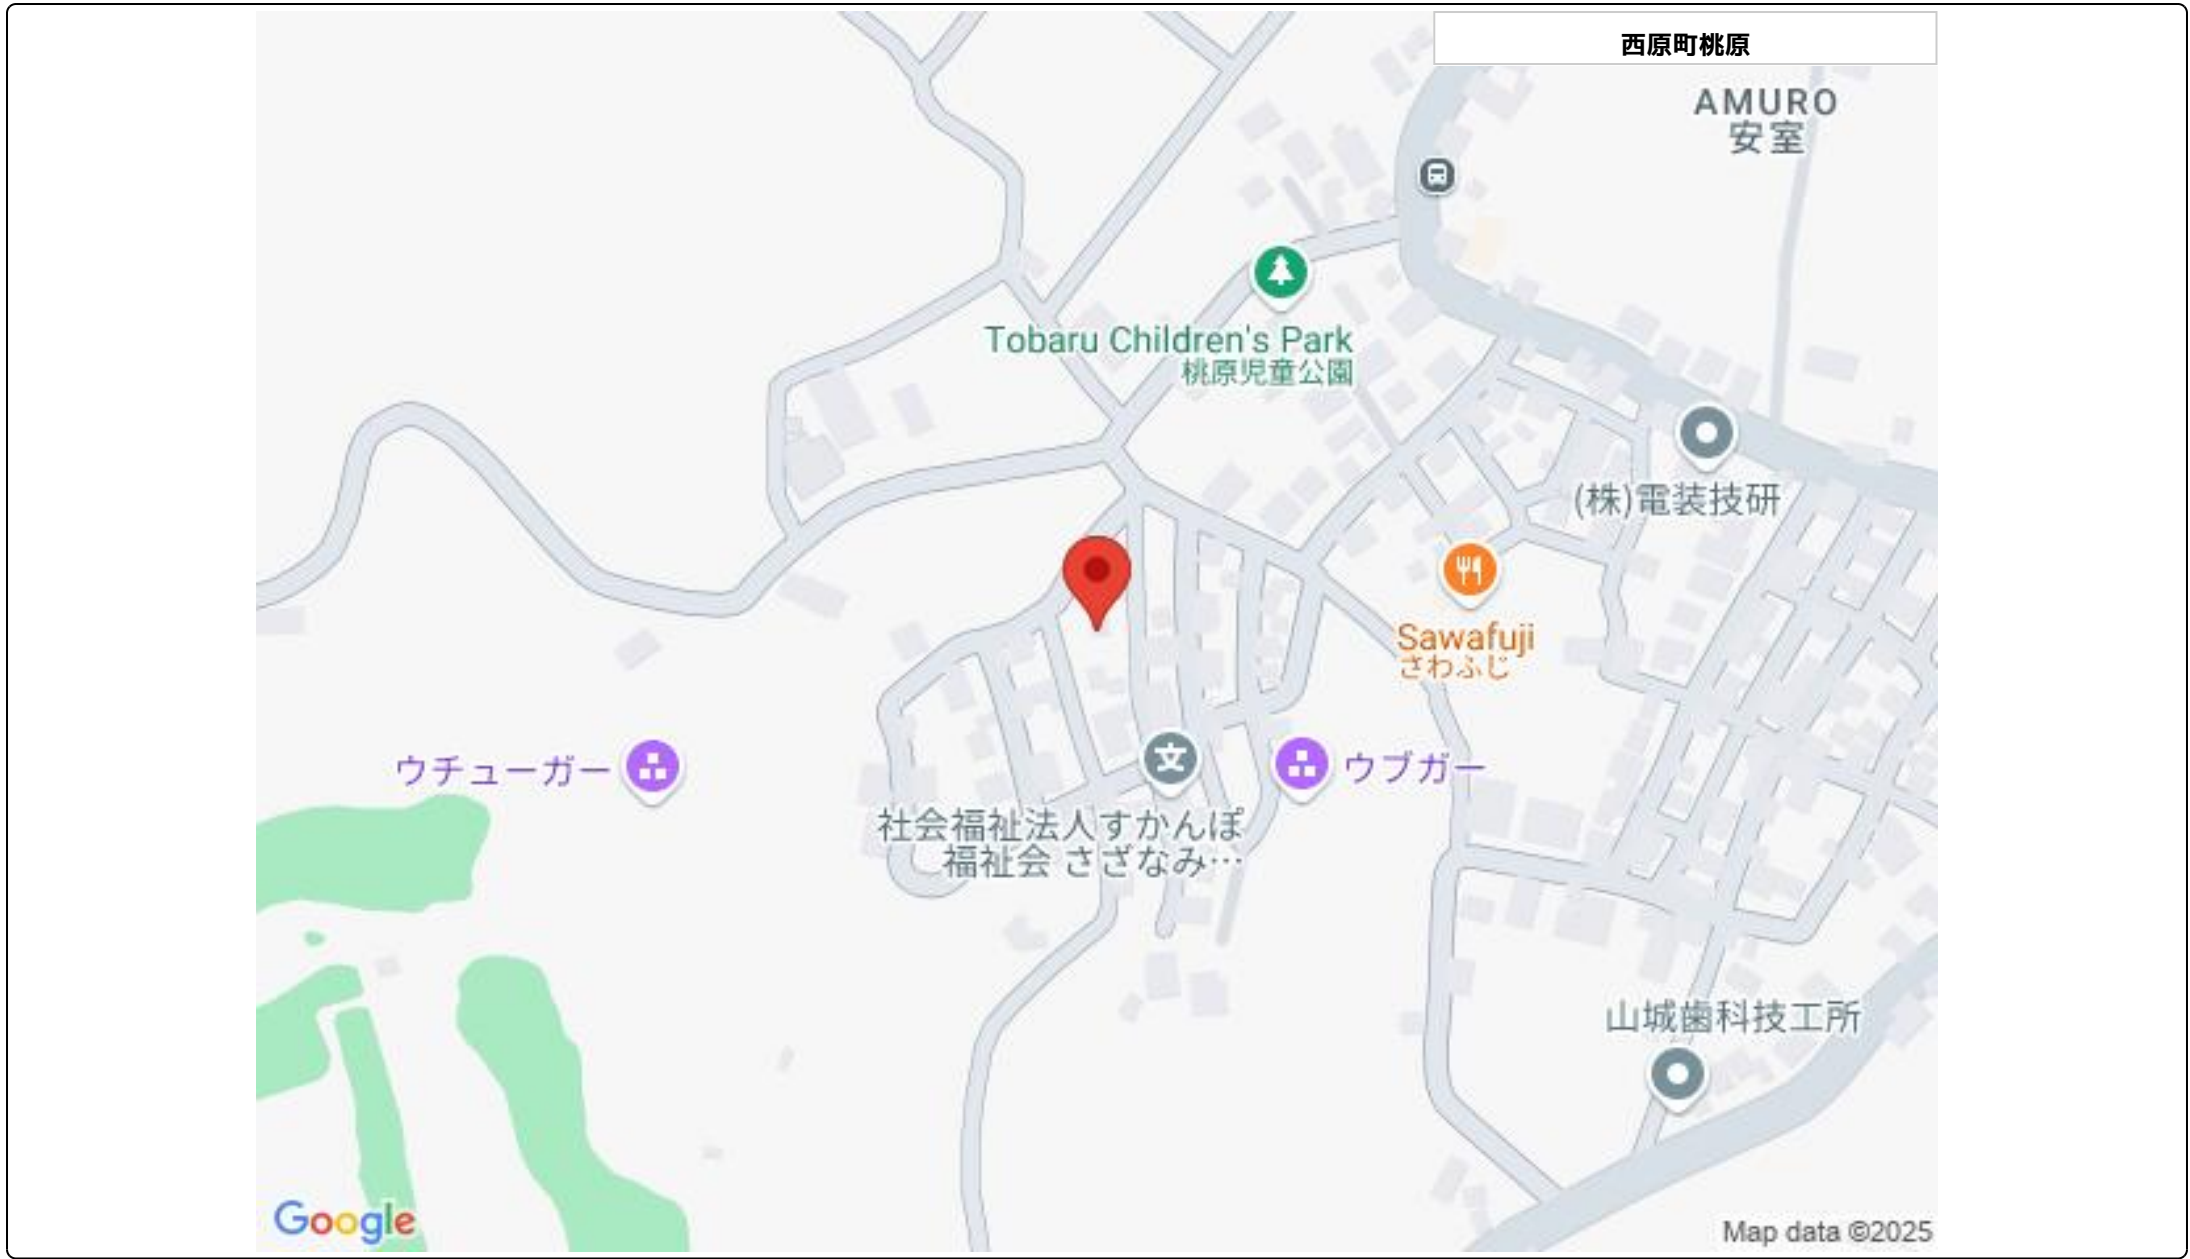 西原町桃原
AMURO
安室
Tobaru Children's Park
桃原児童公園
(株)電装技研
Sawafuji
さわふじ
ウチューガー
文
ウブガー
社会福祉法人すかんぽ
福祉会 さざなみ…
山城歯科技工所
Google
Map data ©2025